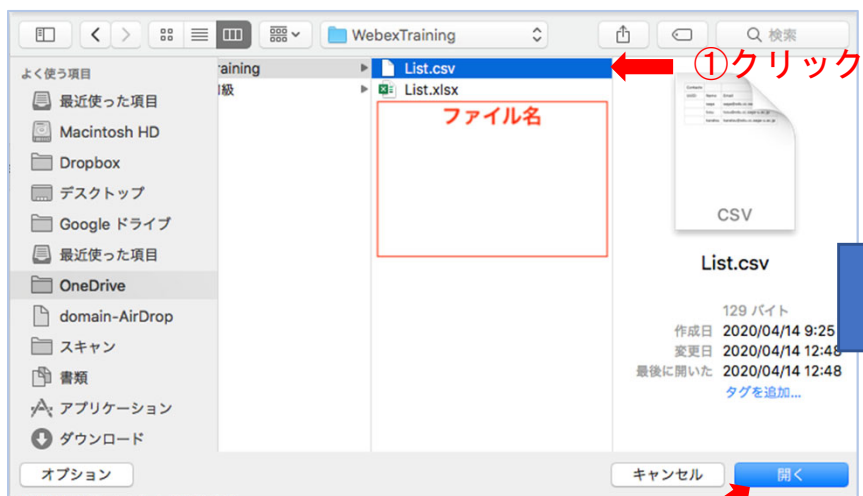 WebexTraining
検索
①クリック
よく使う項目
最近使った項目
Macintosh HD
Dropbox
デスクトップ
Google ドライブ
最近使った項目
OneDrive
domain-AirDrop
スキャン
書類
アプリケーション
ダウンロード
raining
級
List.csv
List.xlsx
ファイル名
CSV
List.csv
129 バイト
作成日 2020/04/14 9:25
変更日 2020/04/14 12:48
最後に開いた 2020/04/14 12:48
タグを追加...
オプション
キャンセル
開く